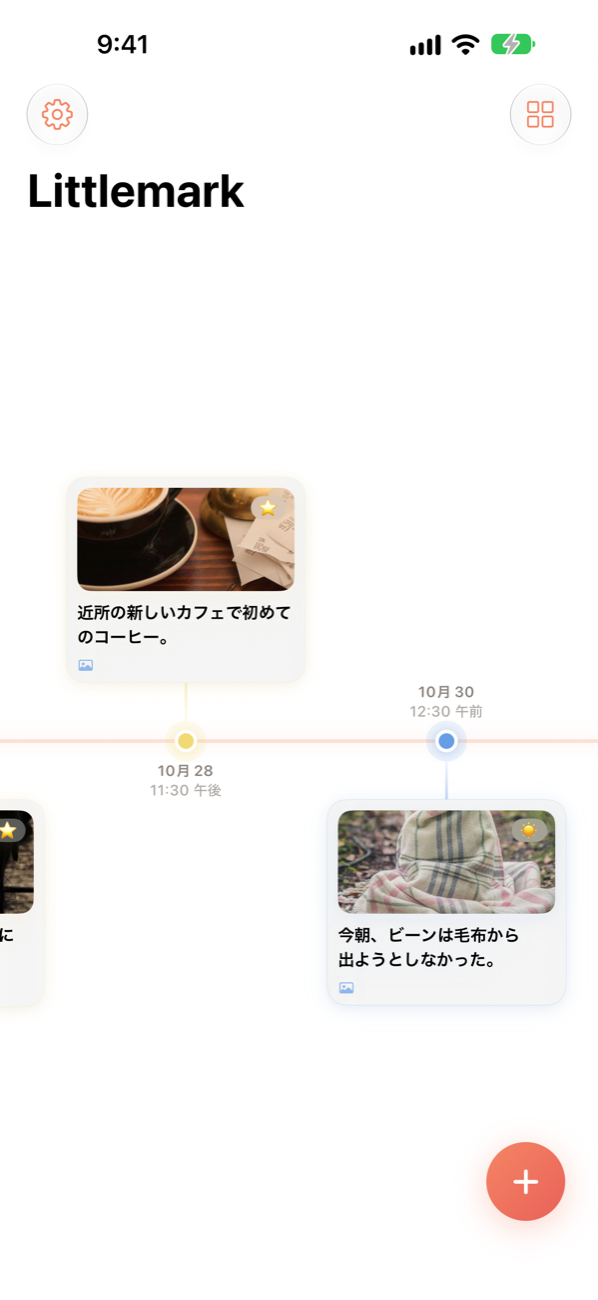 9:41
Littlemark
近所の新しいカフェで初めて
のコーヒー。
10月 30
12:30 午前
10月 28
11:30 午後
に
今朝、ビーンは毛布から
出ようとしなかった。